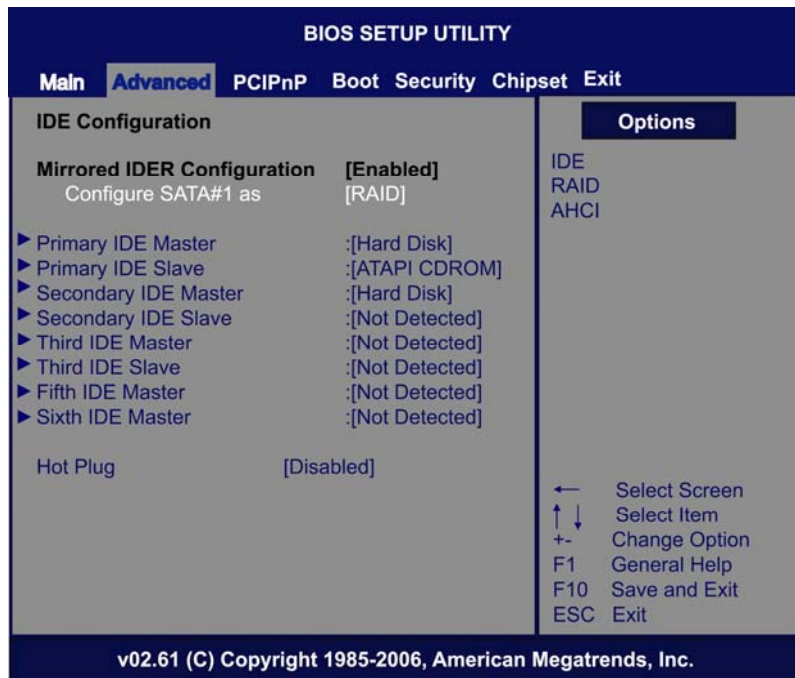 BIOS SETUP UTILITY
Main Advanced PCIPnP Boot Security Chipset Exit
IDE Configuration
Mirrored IDER Configuration [Enabled]
Configure SATA#1 as [RAID]
Primary IDE Master :[Hard Disk]
Primary IDE Slave :[ATAPI CDROM]
Secondary IDE Master :[Hard Disk]
Secondary IDE Slave :[Not Detected]
Third IDE Master :[Not Detected]
Third IDE Slave :[Not Detected]
Fifth IDE Master :[Not Detected]
Sixth IDE Master :[Not Detected]
Hot Plug [Disabled]
Options
IDE
RAID
AHCI
← Select Screen
↑↓ Select Item
+- Change Option
F1 General Help
F10 Save and Exit
ESC Exit
v02.61 (C) Copyright 1985-2006, American Megatrends, Inc.